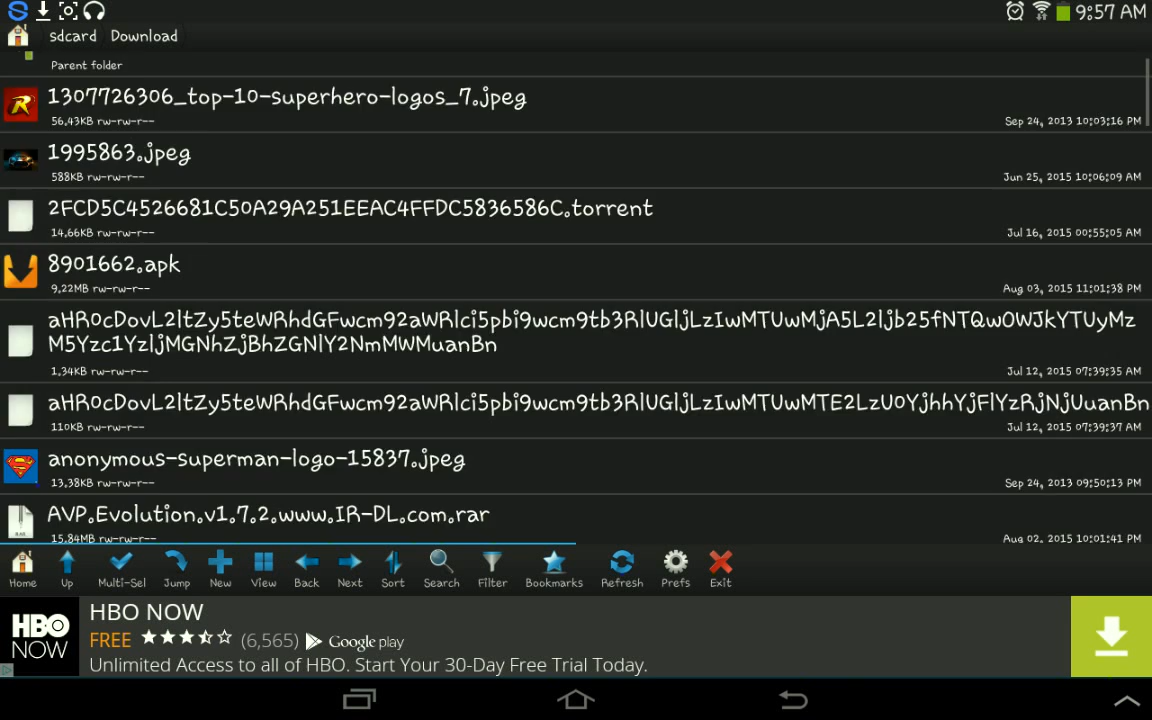 9:57 AM
sdcard Download
Parent folder
1307726306_top-10-superhero-logos_7.jpeg
56.43KB rw-rw-r-- Sep 24, 2013 10:03:16 PM
1995863.jpeg
588KB rw-rw-r-- Jun 25, 2015 10:06:09 AM
2FCD5C4526681C50A29A251EEAC4FFDC5836586C.torrent
14.66KB rw-rw-r-- Jul 16, 2015 00:55:05 AM
8901662.apk
9.22MB rw-rw-r-- Aug 03, 2015 11:01:38 PM
aHR0cDovL2ltZy5teWRhdGFwcm92aWRlci5pbi9wcm9tb3RlUGljLzIwMTUwMjA5L2ljb25fNTQwOWJkYTUyMz
M5Yzc1YzljMGNhZjBhZGNlY2NmMWMuanBn
1.34KB rw-rw-r-- Jul 12, 2015 07:39:35 AM
aHR0cDovL2ltZy5teWRhdGFwcm92aWRlci5pbi9wcm9tb3RlUGljLzIwMTUwMTE2LzU0YjhhYjFlYzRjNjUuanBn
110KB rw-rw-r-- Jul 12, 2015 07:39:37 AM
anonymous-superman-logo-15837.jpeg
13.38KB rw-rw-r-- Sep 24, 2013 09:50:13 PM
AVP.Evolution.v1.7.2.www.IR-DL.com.rar
15.84MB rw-rw-r-- Aug 02, 2015 10:01:41 PM
Home Up Multi-Sel Jump New View Back Next Sort Search Filter Bookmarks Refresh Prefs Exit
HBO NOW
HBO NOW
FREE (6,565) Google play
Unlimited Access to all of HBO. Start Your 30-Day Free Trial Today.